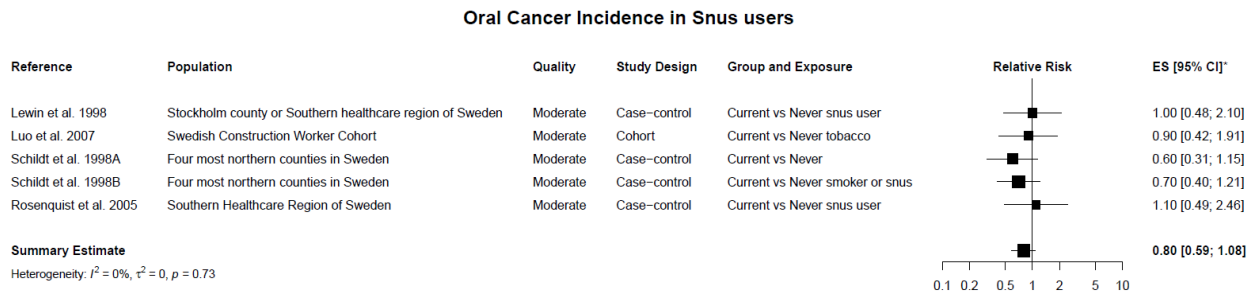 Oral Cancer Incidence in Snus users
Reference Population Quality Study Design Group and Exposure Relative Risk ES [95% CI]*
Lewin et al. 1998 Stockholm county or Southern healthcare region of Sweden Moderate Case−control Current vs Never snus user 1.00 [0.48; 2.10]
Luo et al. 2007 Swedish Construction Worker Cohort Moderate Cohort Current vs Never tobacco 0.90 [0.42; 1.91]
Schildt et al. 1998A Four most northern counties in Sweden Moderate Case−control Current vs Never 0.60 [0.31; 1.15]
Schildt et al. 1998B Four most northern counties in Sweden Moderate Case−control Current vs Never smoker or snus 0.70 [0.40; 1.21]
Rosenquist et al. 2005 Southern Healthcare Region of Sweden Moderate Case−control Current vs Never snus user 1.10 [0.49; 2.46]
Summary Estimate 0.80 [0.59; 1.08]
Heterogeneity: I² = 0%, τ² = 0, p = 0.73
0.1 0.2 0.5 1 2 5 10